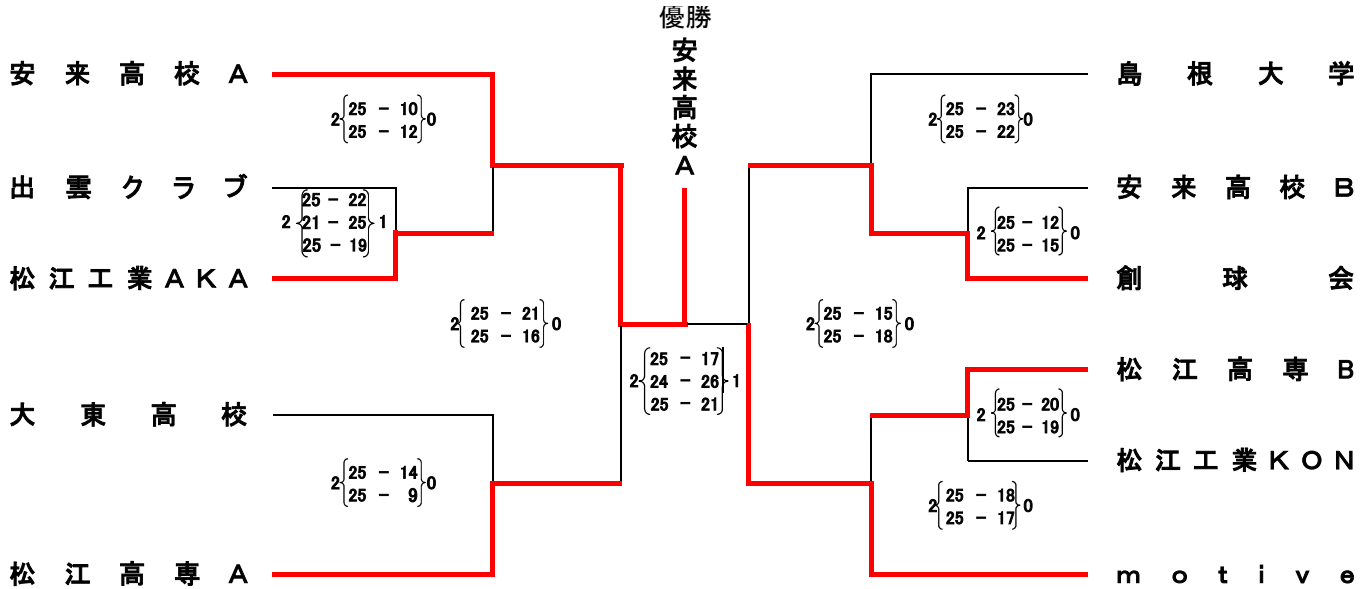 優勝
安来高校A
安来高校A
2 25 - 10 0
25 - 12
出雲クラブ
25 - 22
2 21 - 25 1
25 - 19
松江工業AKA
2 25 - 21 0
25 - 16
大東高校
2 25 - 14 0
25 - 9
松江高専A
25 - 17
2 24 - 26 1
25 - 21
島根大学
2 25 - 23 0
25 - 22
安来高校B
2 25 - 12 0
25 - 15
創球会
2 25 - 15 0
25 - 18
松江高専B
2 25 - 20 0
25 - 19
松江工業KON
2 25 - 18 0
25 - 17
motive